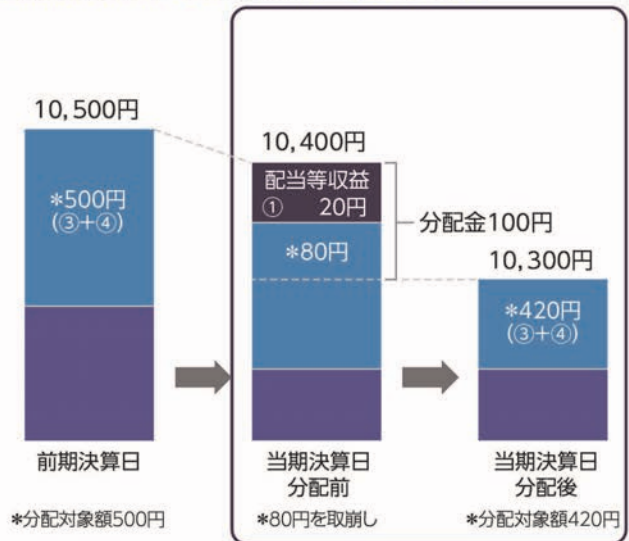 10,500円
*500円
(③+④)
前期決算日
*分配対象額500円
10,400円
配当等収益
① 20円
*80円
分配金100円
当期決算日
分配前
*80円を取崩し
10,300円
*420円
(③+④)
当期決算日
分配後
*分配対象額420円